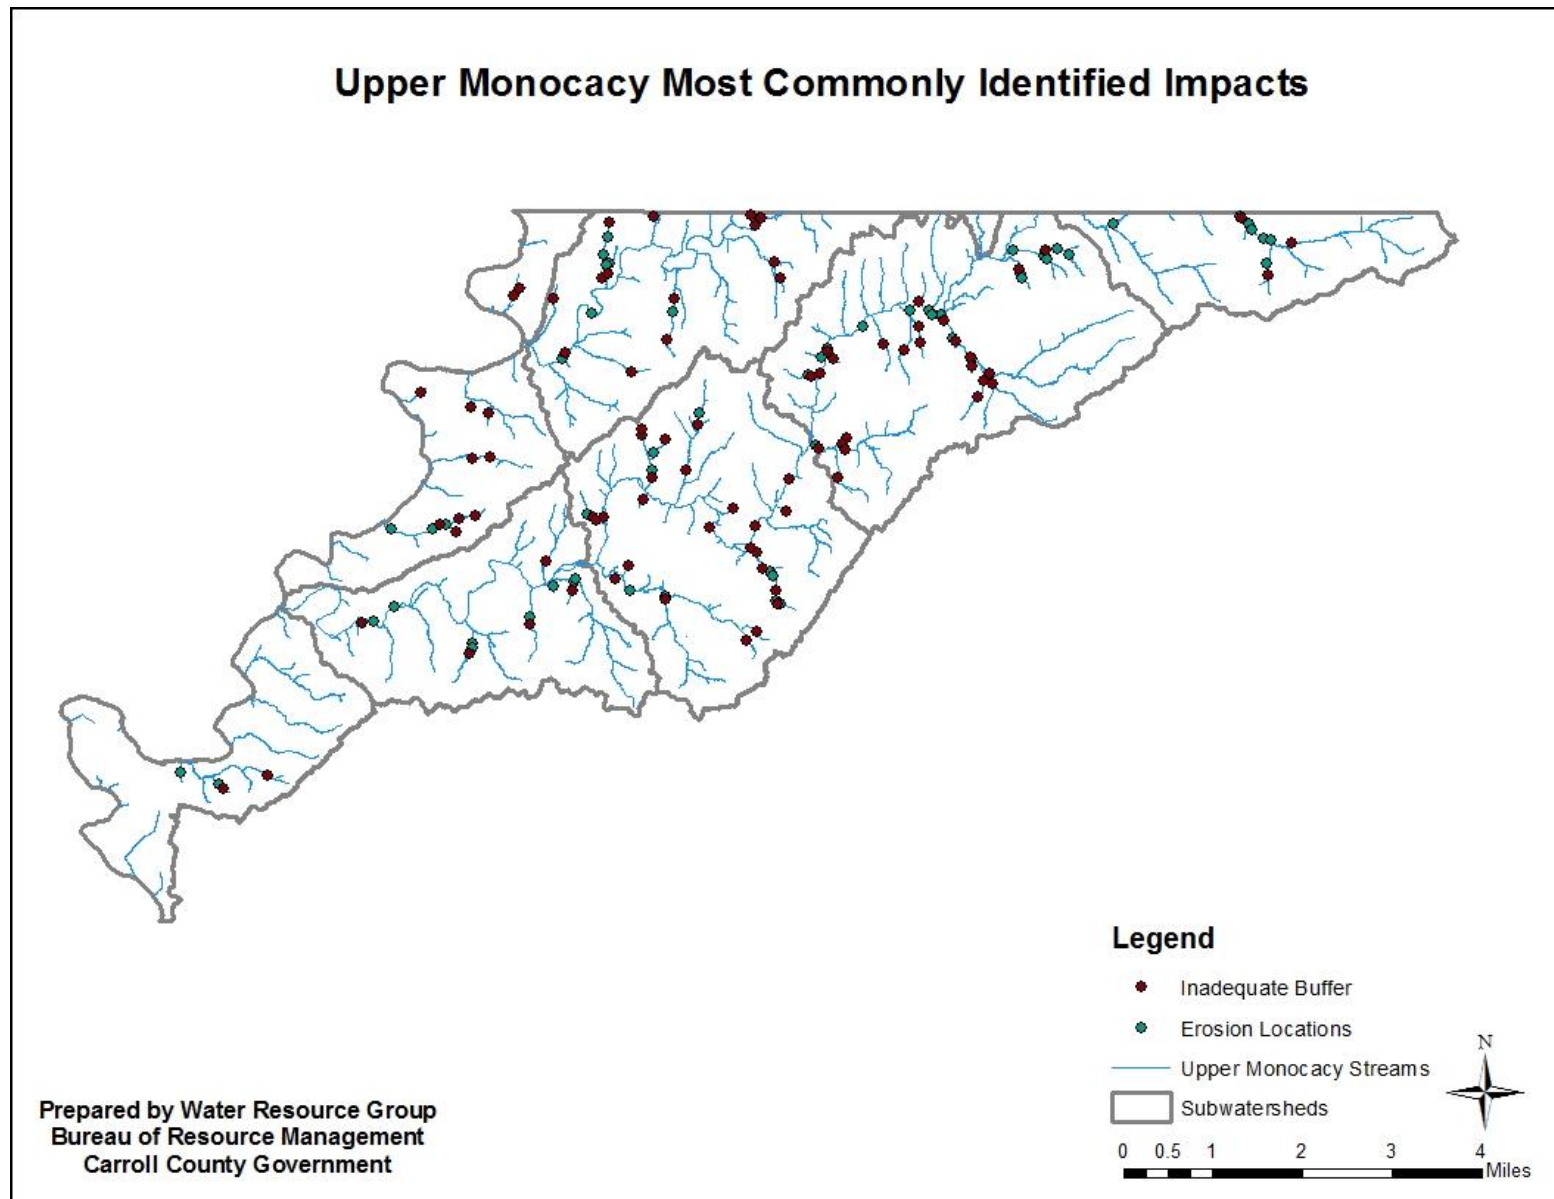 Upper Monocacy Most Commonly Identified Impacts
Legend
Inadequate Buffer
Erosion Locations
Upper Monocacy Streams
Subwatersheds
N
0 0.5 1 2 3 4
Miles
Prepared by Water Resource Group
Bureau of Resource Management
Carroll County Government